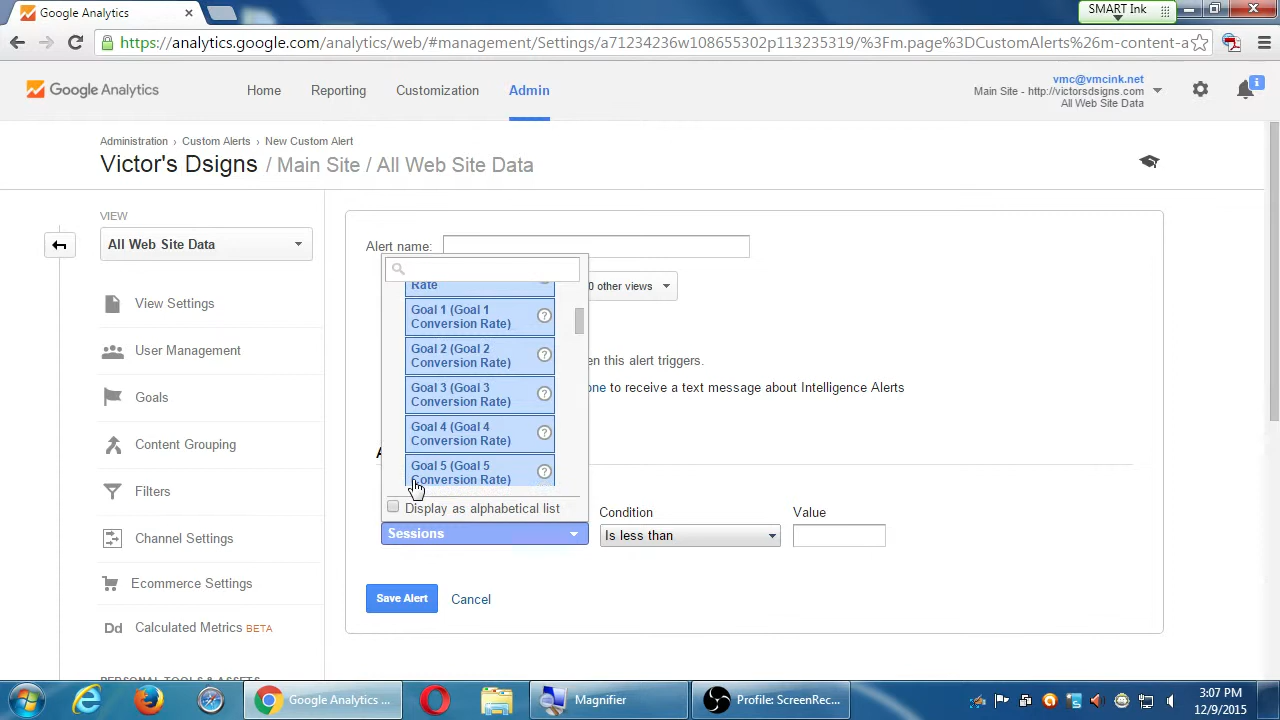 Google Analytics
SMART Ink
https://analytics.google.com/analytics/web/#management/Settings/a71234236w108655302p113235319/%3Fm.page%3DCustomAlerts%26m-content-a
Google Analytics
Home
Reporting
Customization
Admin
vmc@vmcink.net
Main Site - http://victorsdsigns.com
All Web Site Data
i
Administration › Custom Alerts › New Custom Alert
Victor's Dsigns / Main Site / All Web Site Data
VIEW
All Web Site Data
View Settings
User Management
Goals
Content Grouping
Filters
Channel Settings
Ecommerce Settings
Dd Calculated Metrics BETA
PERSONAL TOOLS & ASSETS
Alert name:
0 other views
Rate
Goal 1 (Goal 1
Conversion Rate) ?
Goal 2 (Goal 2
Conversion Rate) ?
Goal 3 (Goal 3
Conversion Rate) ?
Goal 4 (Goal 4
Conversion Rate) ?
Goal 5 (Goal 5
Conversion Rate) ?
Display as alphabetical list
en this alert triggers.
one to receive a text message about Intelligence Alerts
Sessions
Condition
Is less than
Value
Save Alert
Cancel
Google Analytics ...
Magnifier
Profile: ScreenRec...
3:07 PM
12/9/2015